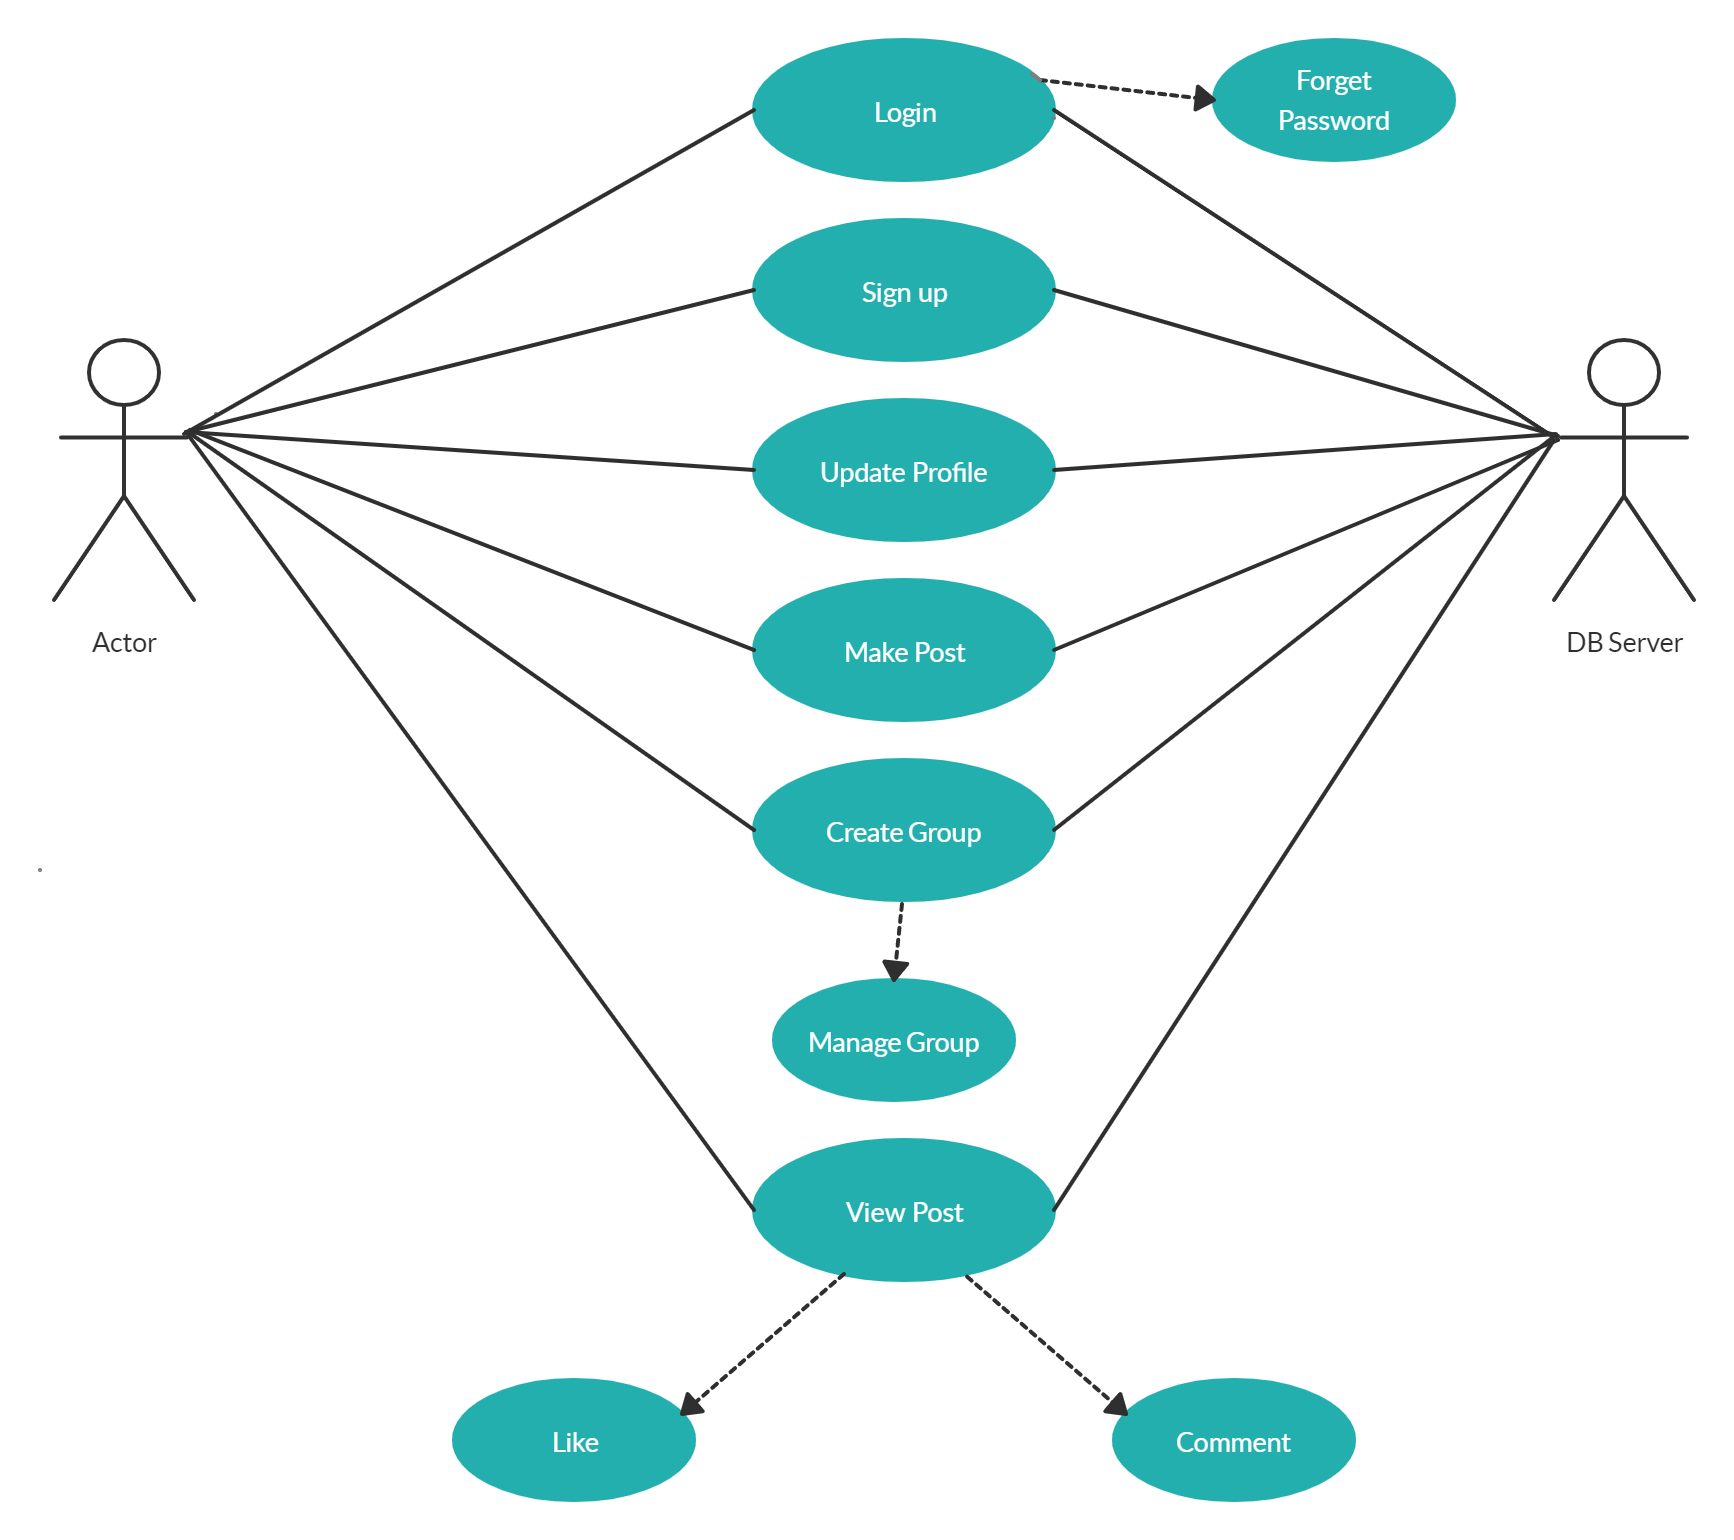 Login
Forget
Password
Sign up
Update Profile
Actor
Make Post
DB Server
Create Group
Manage Group
View Post
Like
Comment